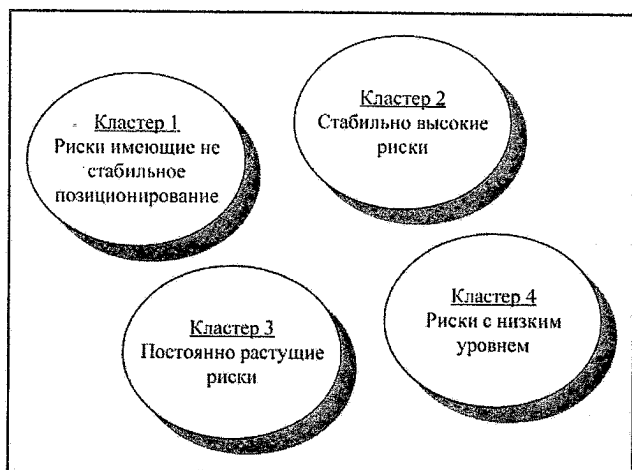 Кластер 1
Риски имеющие не
стабильное
позиционирование
Кластер 2
Стабильно высокие
риски
Кластер 3
Постоянно растущие
риски
Кластер 4
Риски с низким
уровнем